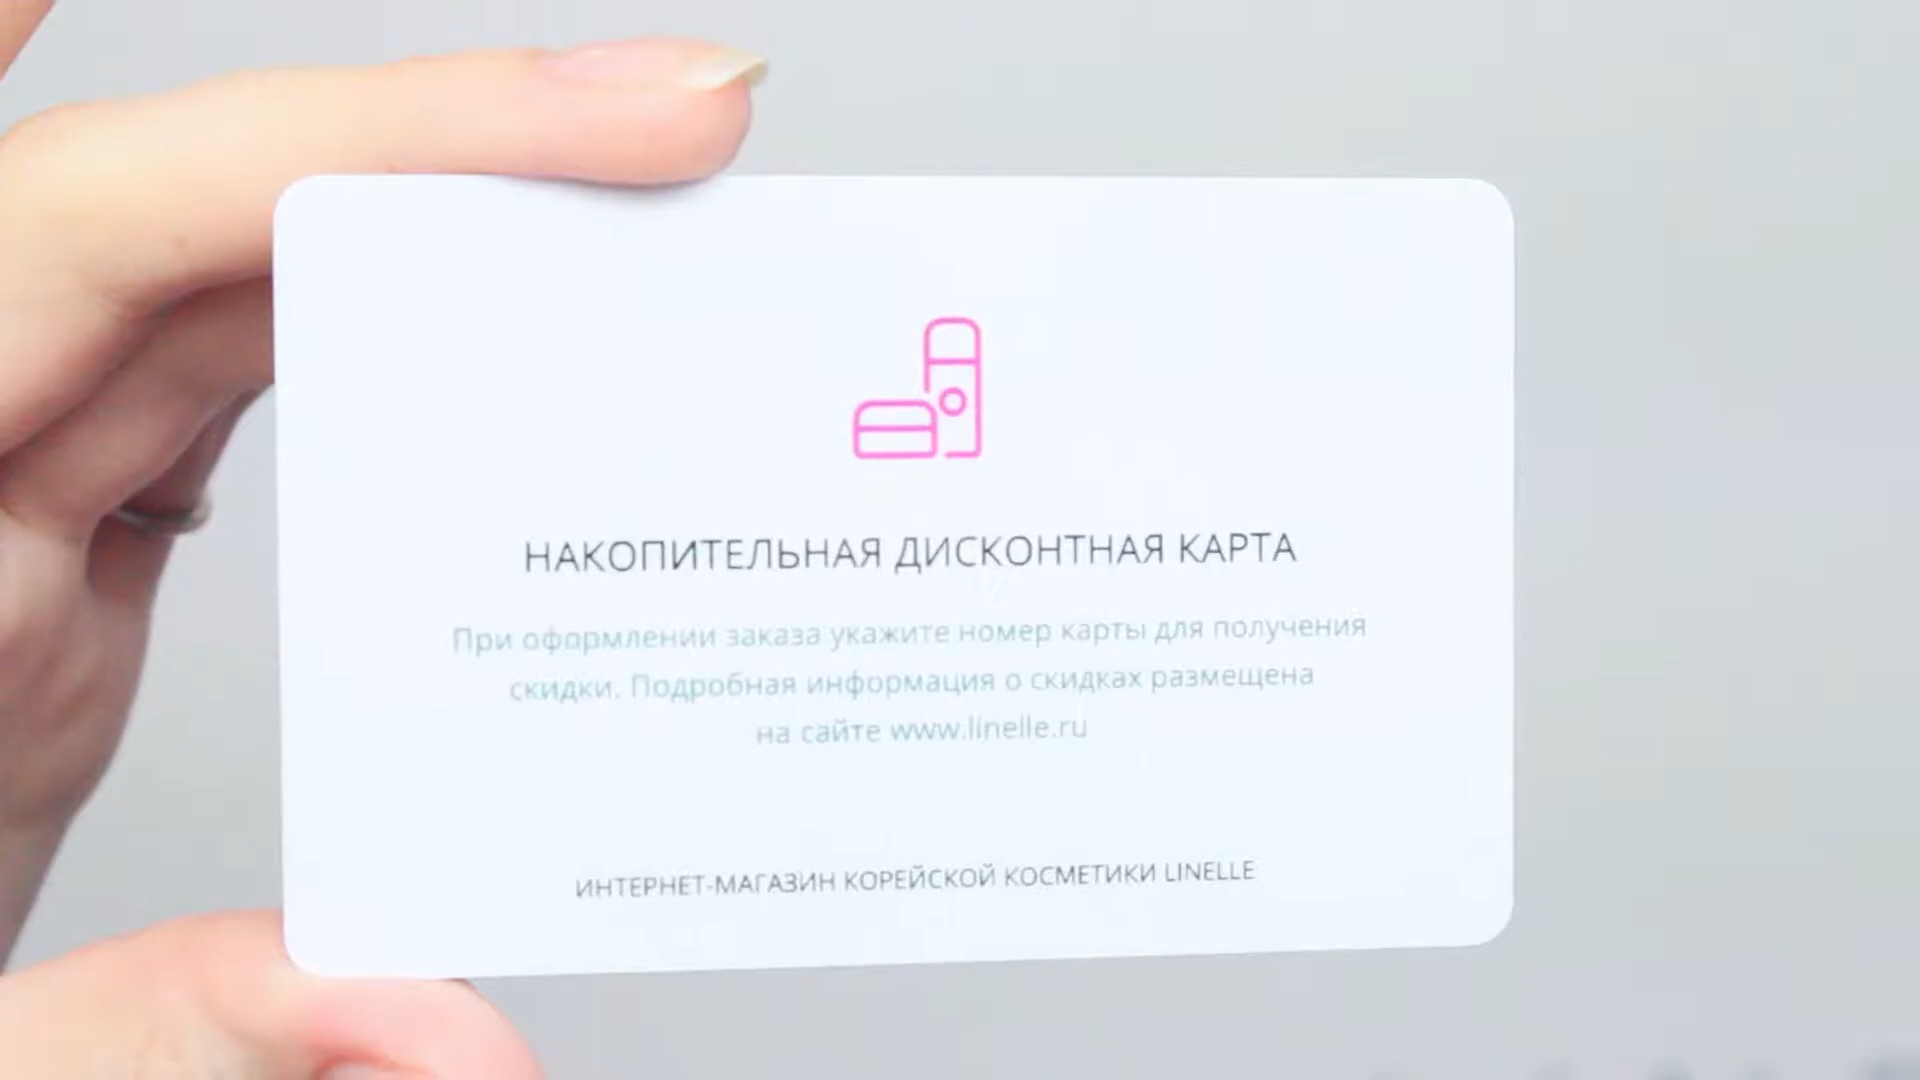 НАКОПИТЕЛЬНАЯ ДИСКОНТНАЯ КАРТА
При оформлении заказа укажите номер карты для получения
скидки. Подробная информация о скидках размещена
на сайте www.linelle.ru
ИНТЕРНЕТ-МАГАЗИН КОРЕЙСКОЙ КОСМЕТИКИ LINELLE